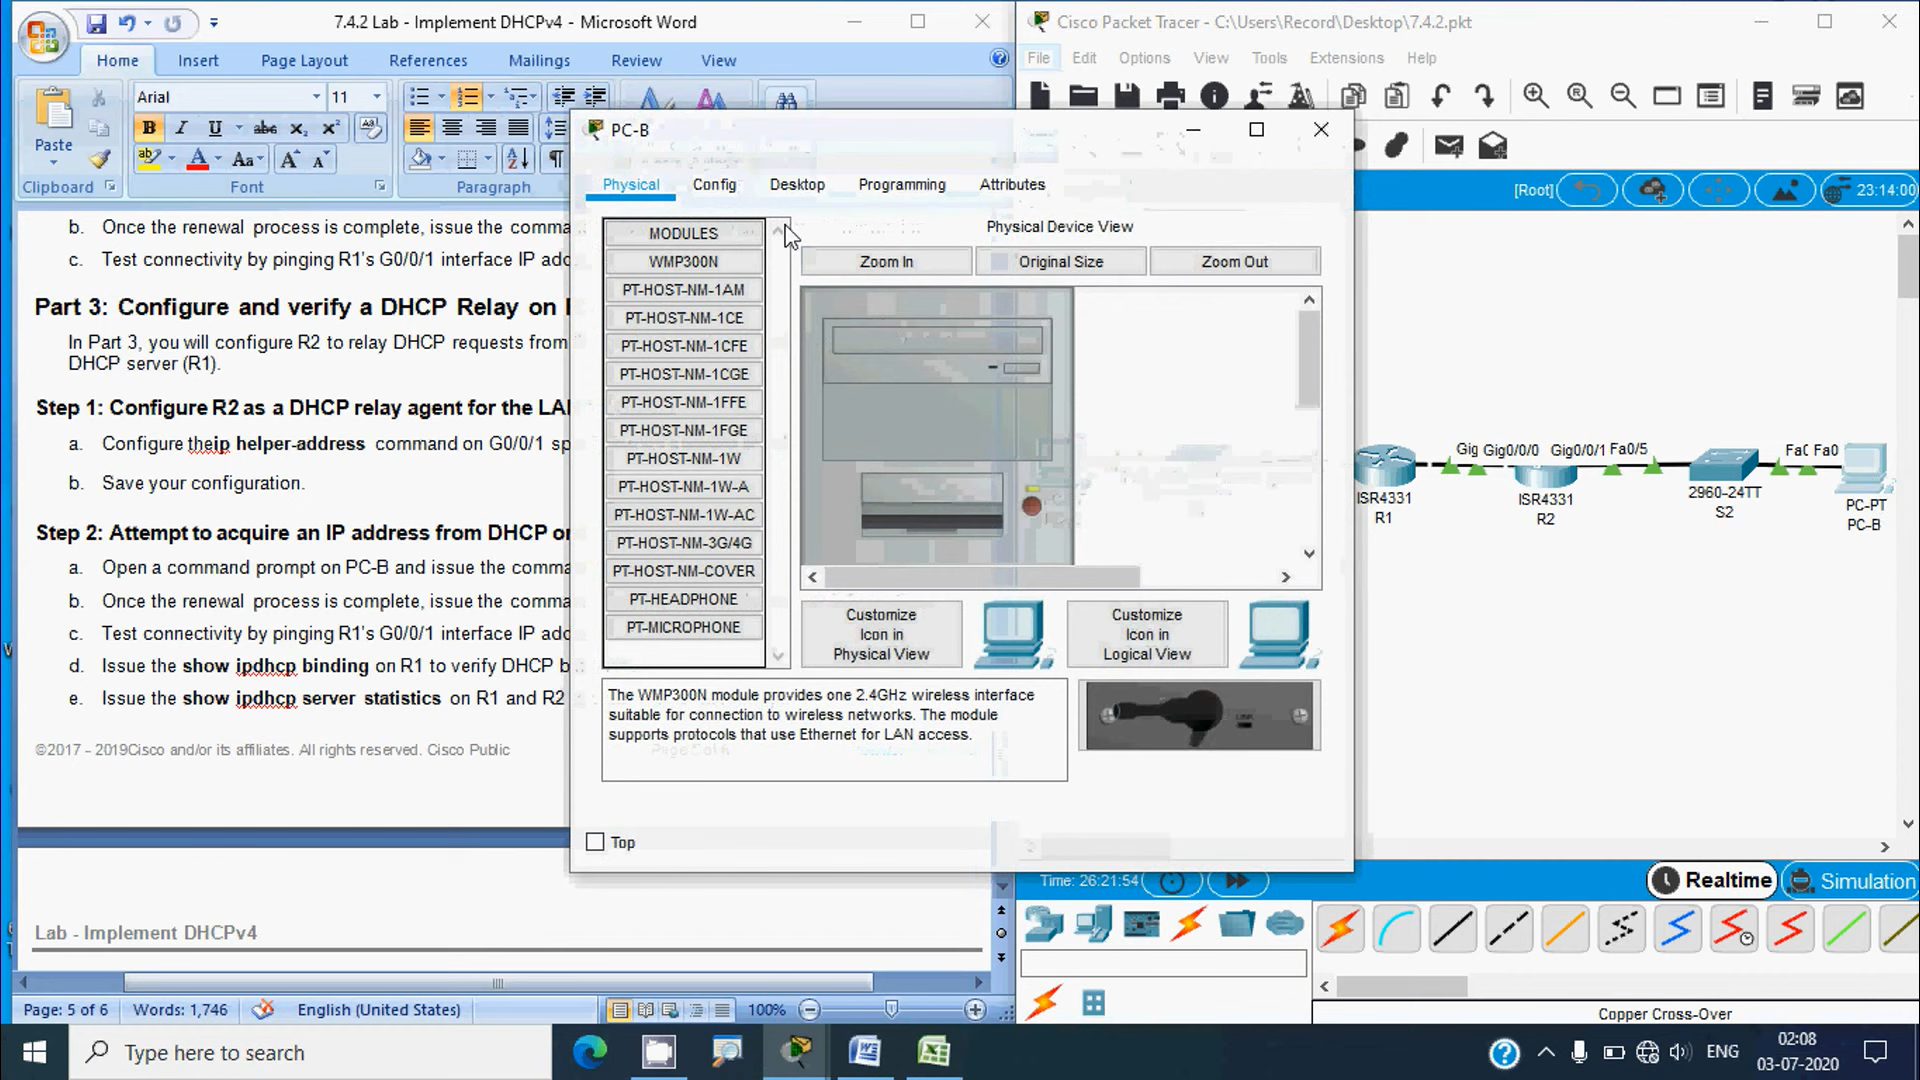 7.4.2 Lab - Implement DHCPv4 - Microsoft Word
Home Insert Page Layout References Mailings Review View
Arial 11
Paste
Clipboard Font Paragraph
b. Once the renewal process is complete, issue the comma
c. Test connectivity by pinging R1's G0/0/1 interface IP add
Part 3: Configure and verify a DHCP Relay on
In Part 3, you will configure R2 to relay DHCP requests from
DHCP server (R1).
Step 1: Configure R2 as a DHCP relay agent for the LA
a. Configure theip helper-address command on G0/0/1 sp
b. Save your configuration.
Step 2: Attempt to acquire an IP address from DHCP or
a. Open a command prompt on PC-B and issue the comma
b. Once the renewal process is complete, issue the comma
c. Test connectivity by pinging R1's G0/0/1 interface IP add
d. Issue the show ipdhcp binding on R1 to verify DHCP b
e. Issue the show ipdhcp server statistics on R1 and R2
©2017 - 2019Cisco and/or its affiliates. All rights reserved. Cisco Public
Lab - Implement DHCPv4
Page: 5 of 6 Words: 1,746 English (United States) 100%
PC-B
Physical Config Desktop Programming Attributes
MODULES
WMP300N
PT-HOST-NM-1AM
PT-HOST-NM-1CE
PT-HOST-NM-1CFE
PT-HOST-NM-1CGE
PT-HOST-NM-1FFE
PT-HOST-NM-1FGE
PT-HOST-NM-1W
PT-HOST-NM-1W-A
PT-HOST-NM-1W-AC
PT-HOST-NM-3G/4G
PT-HOST-NM-COVER
PT-HEADPHONE
PT-MICROPHONE
Physical Device View
Zoom In Original Size Zoom Out
Customize
Icon in
Physical View
Customize
Icon in
Logical View
The WMP300N module provides one 2.4GHz wireless interface
suitable for connection to wireless networks. The module
supports protocols that use Ethernet for LAN access.
Top
Cisco Packet Tracer - C:\Users\Record\Desktop\7.4.2.pkt
File Edit Options View Tools Extensions Help
[Root] 23:14:00
Gig Gig0/0/0 Gig0/0/1 Fa0/5 Fa0 Fa0
ISR4331
R1
ISR4331
R2
2960-24TT
S2
PC-PT
PC-B
Time: 26:21:54
Realtime Simulation
Copper Cross-Over
Type here to search
ENG
02:08
03-07-2020